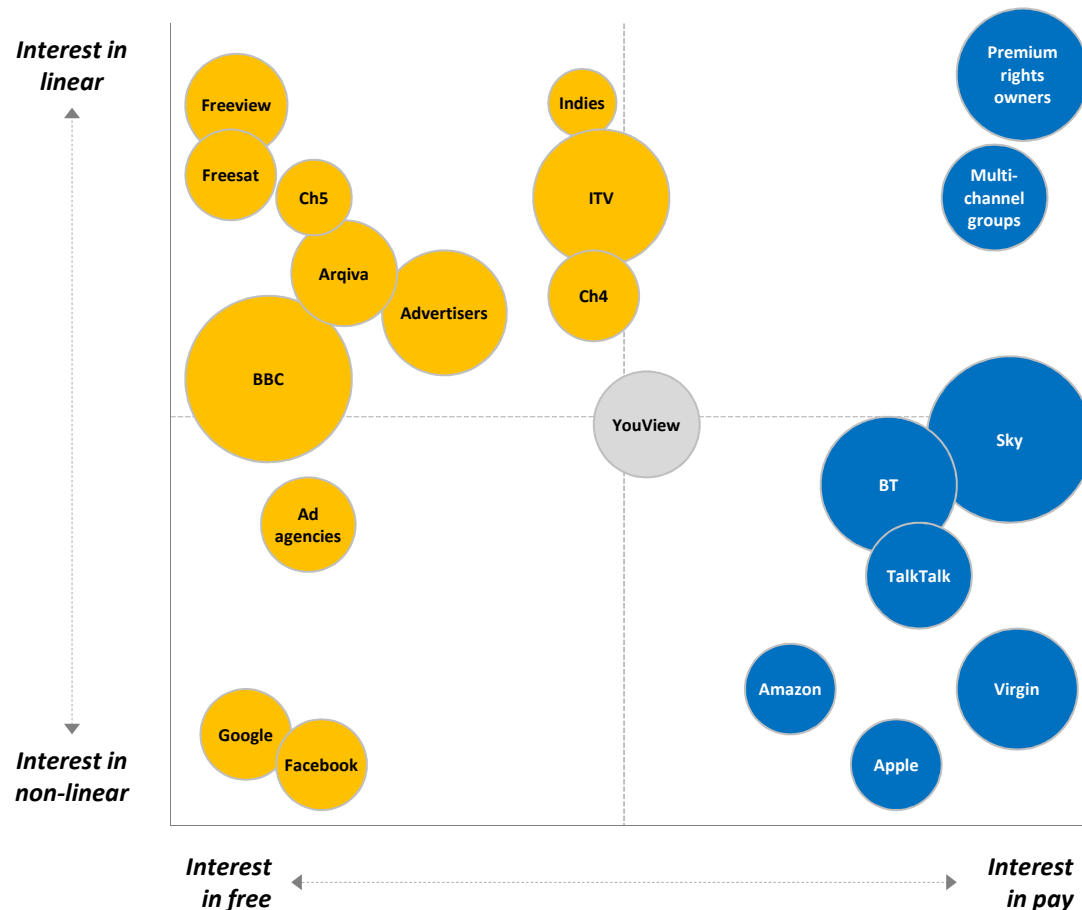 Interest in
linear
Freeview
Freesat
Ch5
Arqiva
Advertisers
BBC
Indies
ITV
Ch4
Premium
rights
owners
Multi-
channel
groups
YouView
Sky
BT
TalkTalk
Ad
agencies
Amazon
Virgin
Apple
Google
Facebook
Interest in
non-linear
Interest
in free
Interest
in pay